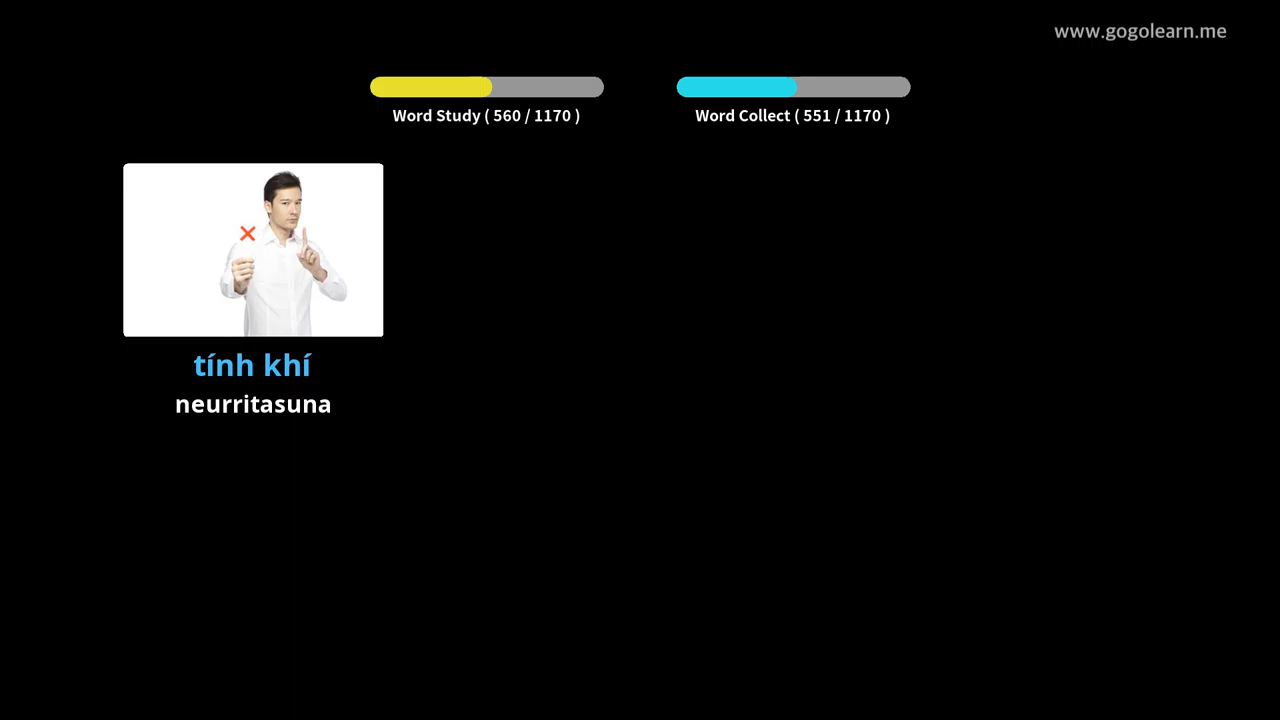 www.gogolearn.me
Word Study ( 560 / 1170 )
Word Collect ( 551 / 1170 )
tính khí
neurritasuna